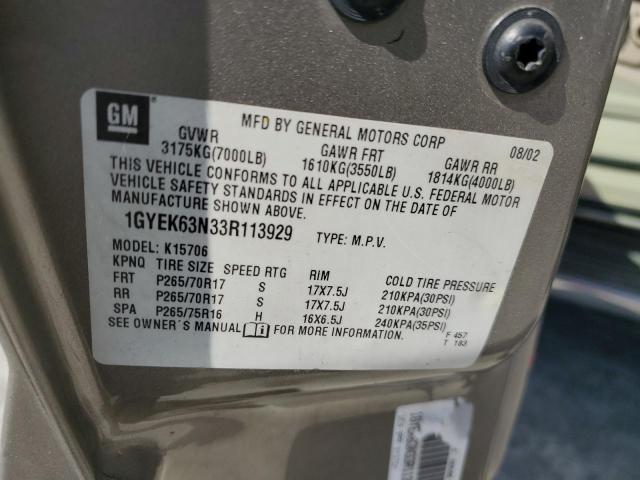 GM
MFD BY GENERAL MOTORS CORP 08/02
GVWR GAWR FRT GAWR RR
3175KG(7000LB) 1610KG(3550LB) 1814KG(4000LB)
THIS VEHICLE CONFORMS TO ALL APPLICABLE U.S. FEDERAL MOTOR
VEHICLE SAFETY STANDARDS IN EFFECT ON THE DATE OF
MANUFACTURE SHOWN ABOVE.
1GYEK63N33R113929 TYPE: M.P.V.
MODEL: K15706
KPNQ TIRE SIZE SPEED RTG RIM COLD TIRE PRESSURE
FRT P265/70R17 S 17X7.5J 210KPA(30PSI)
RR P265/70R17 S 17X7.5J 210KPA(30PSI)
SPA P265/75R16 H 16X6.5J 240KPA(35PSI)
SEE OWNER'S MANUAL FOR MORE INFORMATION. F 457
T 183